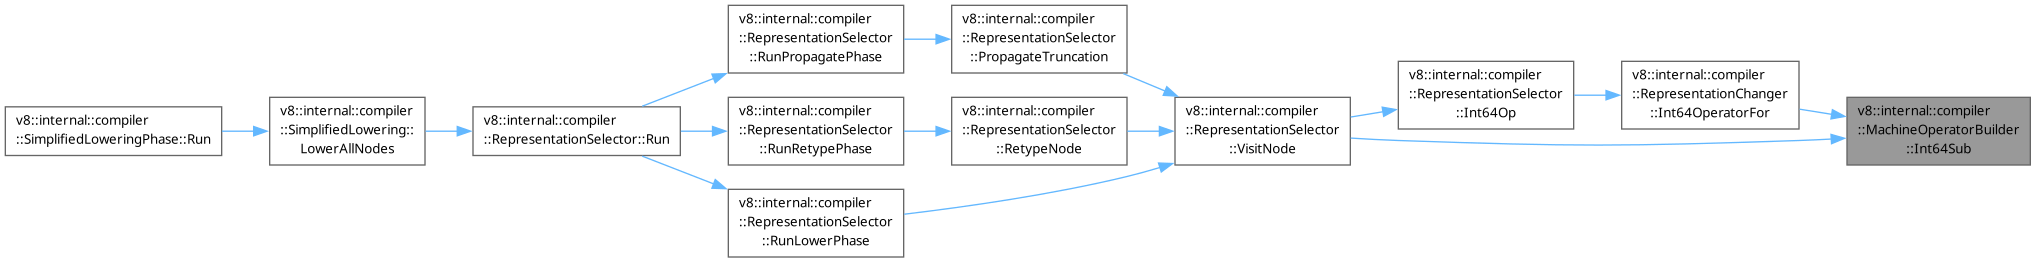 v8::internal::compiler
::SimplifiedLoweringPhase::Run
v8::internal::compiler
::SimplifiedLowering::
LowerAllNodes
v8::internal::compiler
::RepresentationSelector::Run
v8::internal::compiler
::RepresentationSelector
::RunPropagatePhase
v8::internal::compiler
::RepresentationSelector
::RunRetypePhase
v8::internal::compiler
::RepresentationSelector
::RunLowerPhase
v8::internal::compiler
::RepresentationSelector
::PropagateTruncation
v8::internal::compiler
::RepresentationSelector
::RetypeNode
v8::internal::compiler
::RepresentationSelector
::VisitNode
v8::internal::compiler
::RepresentationSelector
::Int64Op
v8::internal::compiler
::RepresentationChanger
::Int64OperatorFor
v8::internal::compiler
::MachineOperatorBuilder
::Int64Sub